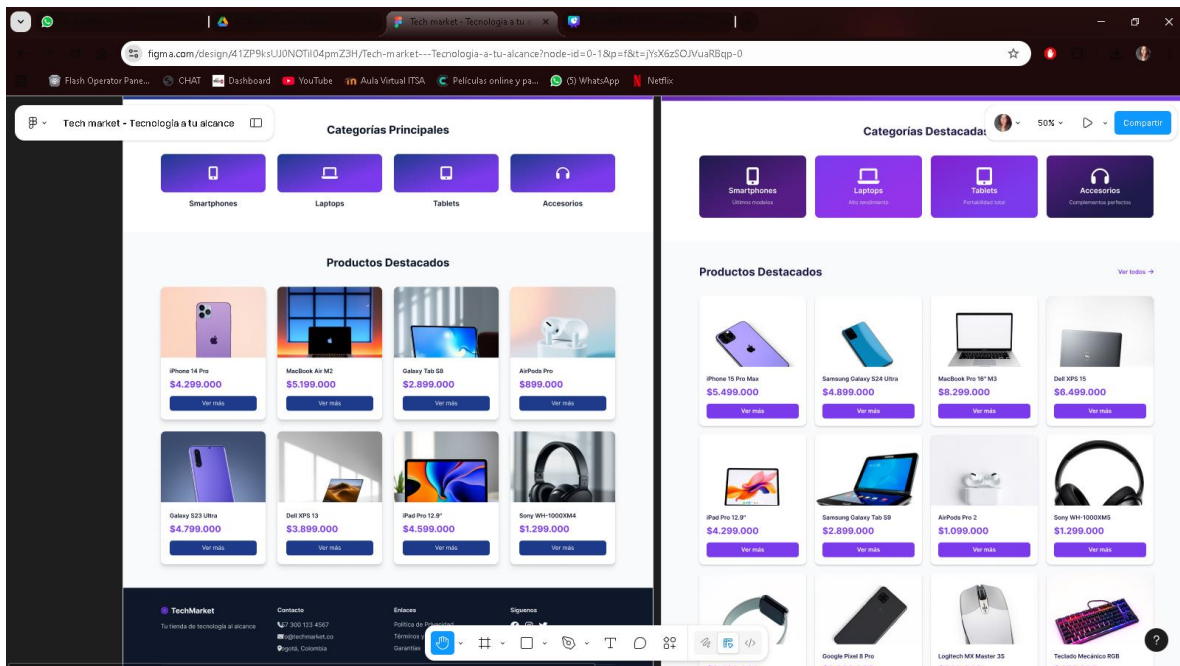 Tech market - Tecnología a tu
figma.com/design/41ZP9ksUJ0NOTiI04pmZ3H/Tech-market---Tecnologia-a-tu-alcance?node-id=0-1&p=f&t=jYsX6zSOJVuaRBqp-0
Flash Operator Pane... CHAT Dashboard YouTube Aula Virtual ITSA Películas online y pa... (5) WhatsApp Netflix
Tech market - Tecnología a tu alcance
50%
Compartir
Categorías Principales
Smartphones Laptops Tablets Accesorios
Productos Destacados
iPhone 14 Pro MacBook Air M2 Galaxy Tab S8 AirPods Pro
$4.299.000 $5.199.000 $2.899.000 $899.000
Ver más Ver más Ver más Ver más
Galaxy S23 Ultra Dell XPS 13 iPad Pro 12.9" Sony WH-1000XM4
$4.799.000 $3.899.000 $4.599.000 $1.299.000
Ver más Ver más Ver más Ver más
TechMarket Contacto Enlaces Síguenos
Tu tienda de tecnología al alcance 300 123 4567 Política de Privacidad
@techmarket.co Términos y
Bogotá, Colombia Garantías
Categorías Destacadas
Smartphones Laptops Tablets Accesorios
Últimos modelos Alto rendimiento Portabilidad total Complementos perfectos
Productos Destacados Ver todos →
iPhone 15 Pro Max Samsung Galaxy S24 Ultra MacBook Pro 16" M3 Dell XPS 15
$5.499.000 $4.899.000 $8.299.000 $6.499.000
Ver más Ver más Ver más Ver más
iPad Pro 12.9" Samsung Galaxy Tab S9 AirPods Pro 2 Sony WH-1000XM5
$4.299.000 $2.899.000 $1.099.000 $1.299.000
Ver más Ver más Ver más Ver más
Google Pixel 8 Pro Logitech MX Master 3S Teclado Mecánico RGB